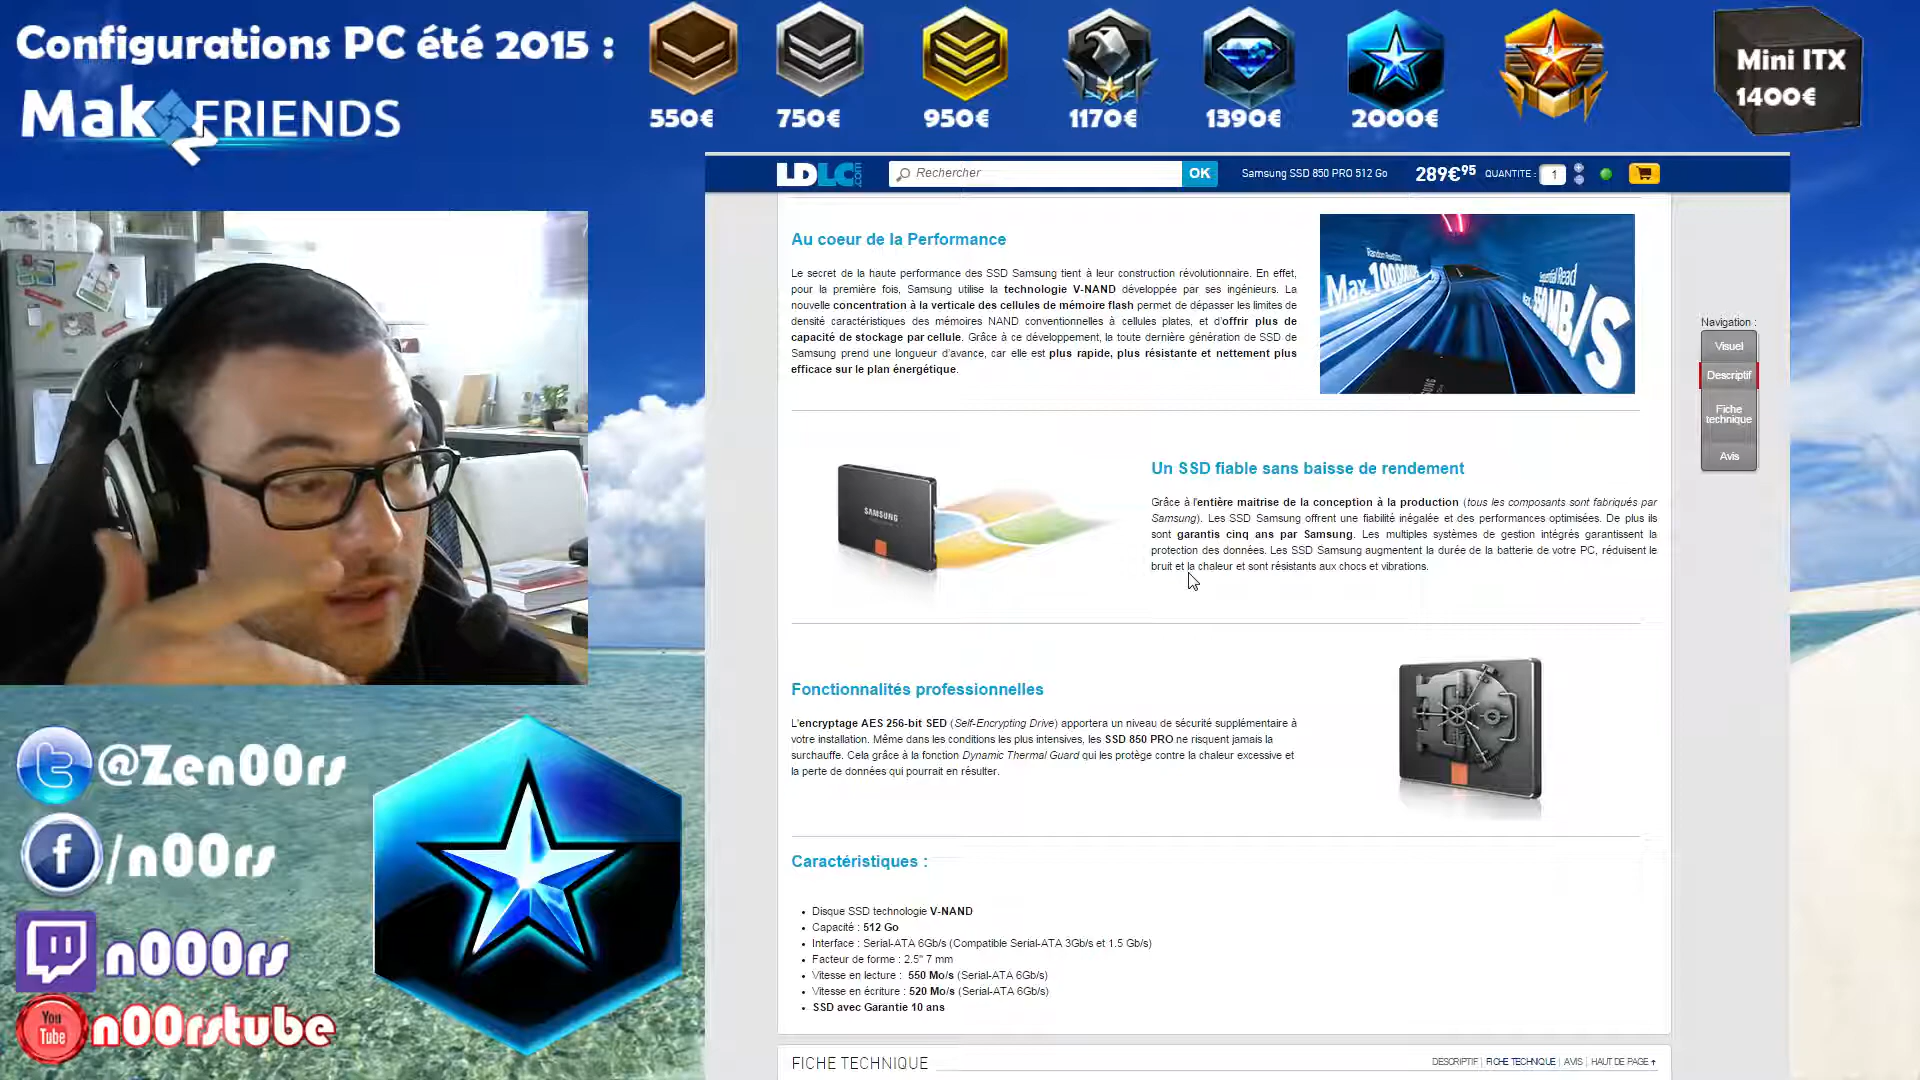 Configurations PC été 2015 :
MakZFRIENDS
550€
750€
950€
1170€
1390€
2000€
Mini ITX
1400€
LDLC.com
Rechercher
OK
Samsung SSD 850 PRO 512 Go
289€95
QUANTITE :
1
Au coeur de la Performance
Le secret de la haute performance des SSD Samsung tient à leur construction révolutionnaire. En effet,
pour la première fois, Samsung utilise la technologie V-NAND développée par ses ingénieurs. La
nouvelle concentration à la verticale des cellules de mémoire flash permet de dépasser les limites de
densité caractéristiques des mémoires NAND conventionnelles à cellules plates, et d'offrir plus de
capacité de stockage par cellule. Grâce à ce développement, la toute dernière génération de SSD de
Samsung prend une longueur d'avance, car elle est plus rapide, plus résistante et nettement plus
efficace sur le plan énergétique.
Max.
Sequential Read
550MB/S
SAMSUNG
Navigation :
Visuel
Descriptif
Fiche
technique
Avis
SAMSUNG
Un SSD fiable sans baisse de rendement
Grâce à l'entière maitrise de la conception à la production (tous les composants sont fabriqués par
Samsung). Les SSD Samsung offrent une fiabilité inégalée et des performances optimisées. De plus ils
sont garantis cinq ans par Samsung. Les multiples systèmes de gestion intégrés garantissent la
protection des données. Les SSD Samsung augmentent la durée de la batterie de votre PC, réduisent le
bruit et la chaleur et sont résistants aux chocs et vibrations.
Fonctionnalités professionnelles
L'encryptage AES 256-bit SED (Self-Encrypting Drive) apportera un niveau de sécurité supplémentaire à
votre installation. Même dans les conditions les plus intensives, les SSD 850 PRO ne risquent jamais la
surchauffe. Cela grâce à la fonction Dynamic Thermal Guard qui les protège contre la chaleur excessive et
la perte de données qui pourrait en résulter.
Caractéristiques :
• Disque SSD technologie V-NAND
• Capacité : 512 Go
• Interface : Serial-ATA 6Gb/s (Compatible Serial-ATA 3Gb/s et 1.5 Gb/s)
• Facteur de forme : 2.5" 7 mm
• Vitesse en lecture : 550 Mo/s (Serial-ATA 6Gb/s)
• Vitesse en écriture : 520 Mo/s (Serial-ATA 6Gb/s)
• SSD avec Garantie 10 ans
FICHE TECHNIQUE
DESCRIPTIF | FICHE TECHNIQUE | AVIS | HAUT DE PAGE ↑
@Zen00rs
f /n00rs
n000rs
You
Tube
n00rstube